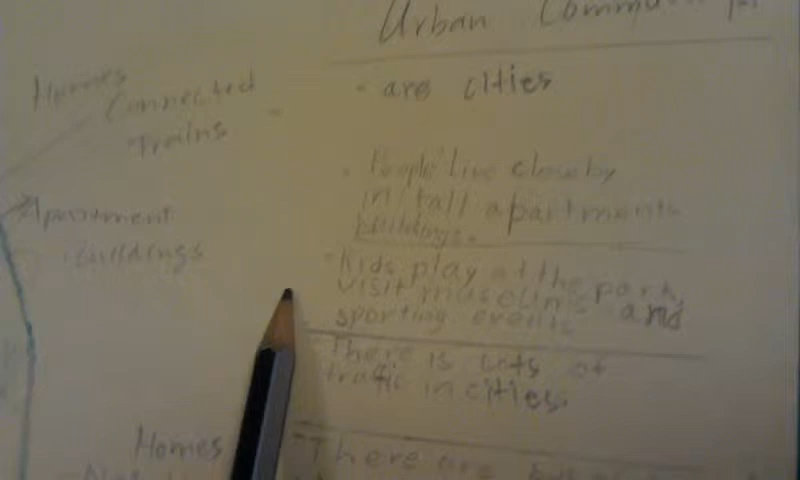 Urban
Homes
Connected
Trains
Apartment
Buildings
- are cities
- People live closeby
in tall apartments
buildings.
- Kids play at the park,
visit museums and
sporting events
There is lots of
traffic in cities.
Homes
There are